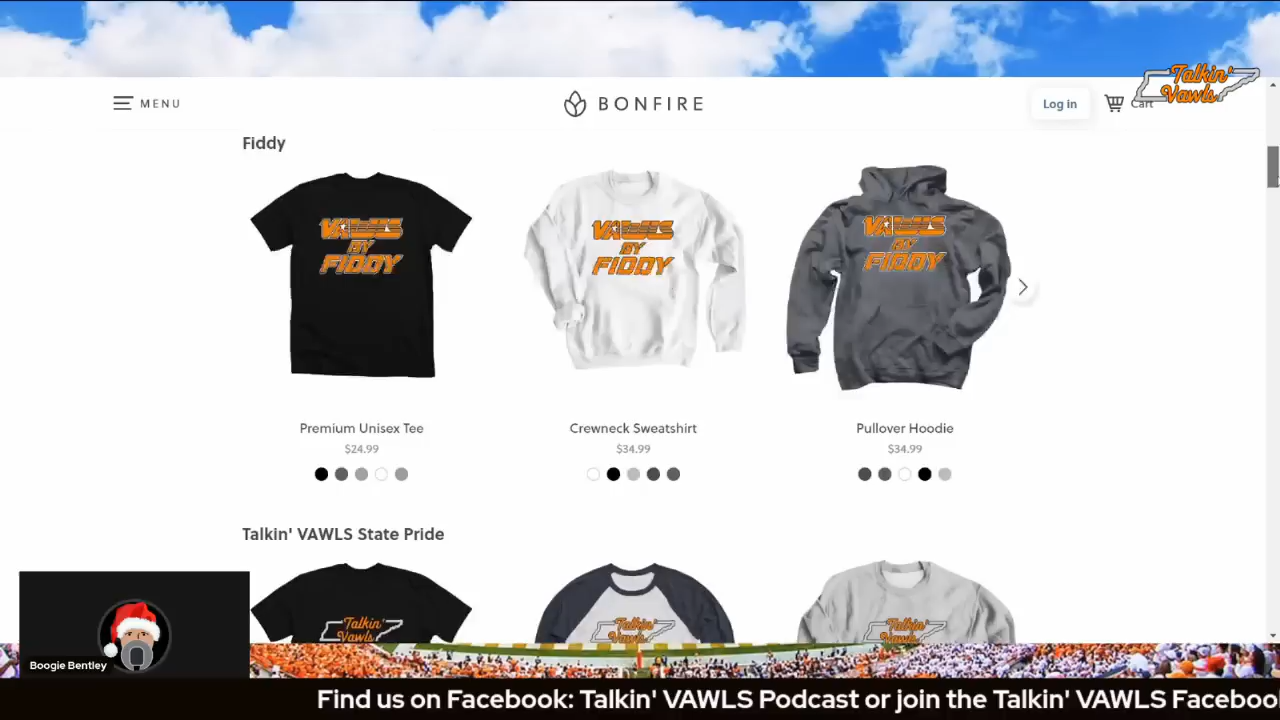 Talkin'
Vawls
MENU
BONFIRE
Log in
Cart
Fiddy
VAWLS
BY
FIDDY
VAWLS
BY
FIDDY
VAWLS
BY
FIDDY
Premium Unisex Tee
Crewneck Sweatshirt
Pullover Hoodie
$24.99
$34.99
$34.99
Talkin' VAWLS State Pride
Talkin'
Vawls
Talkin'
Vawls
Talkin'
Vawls
Boogie Bentley
Find us on Facebook: Talkin' VAWLS Podcast or join the Talkin' VAWLS Faceboo